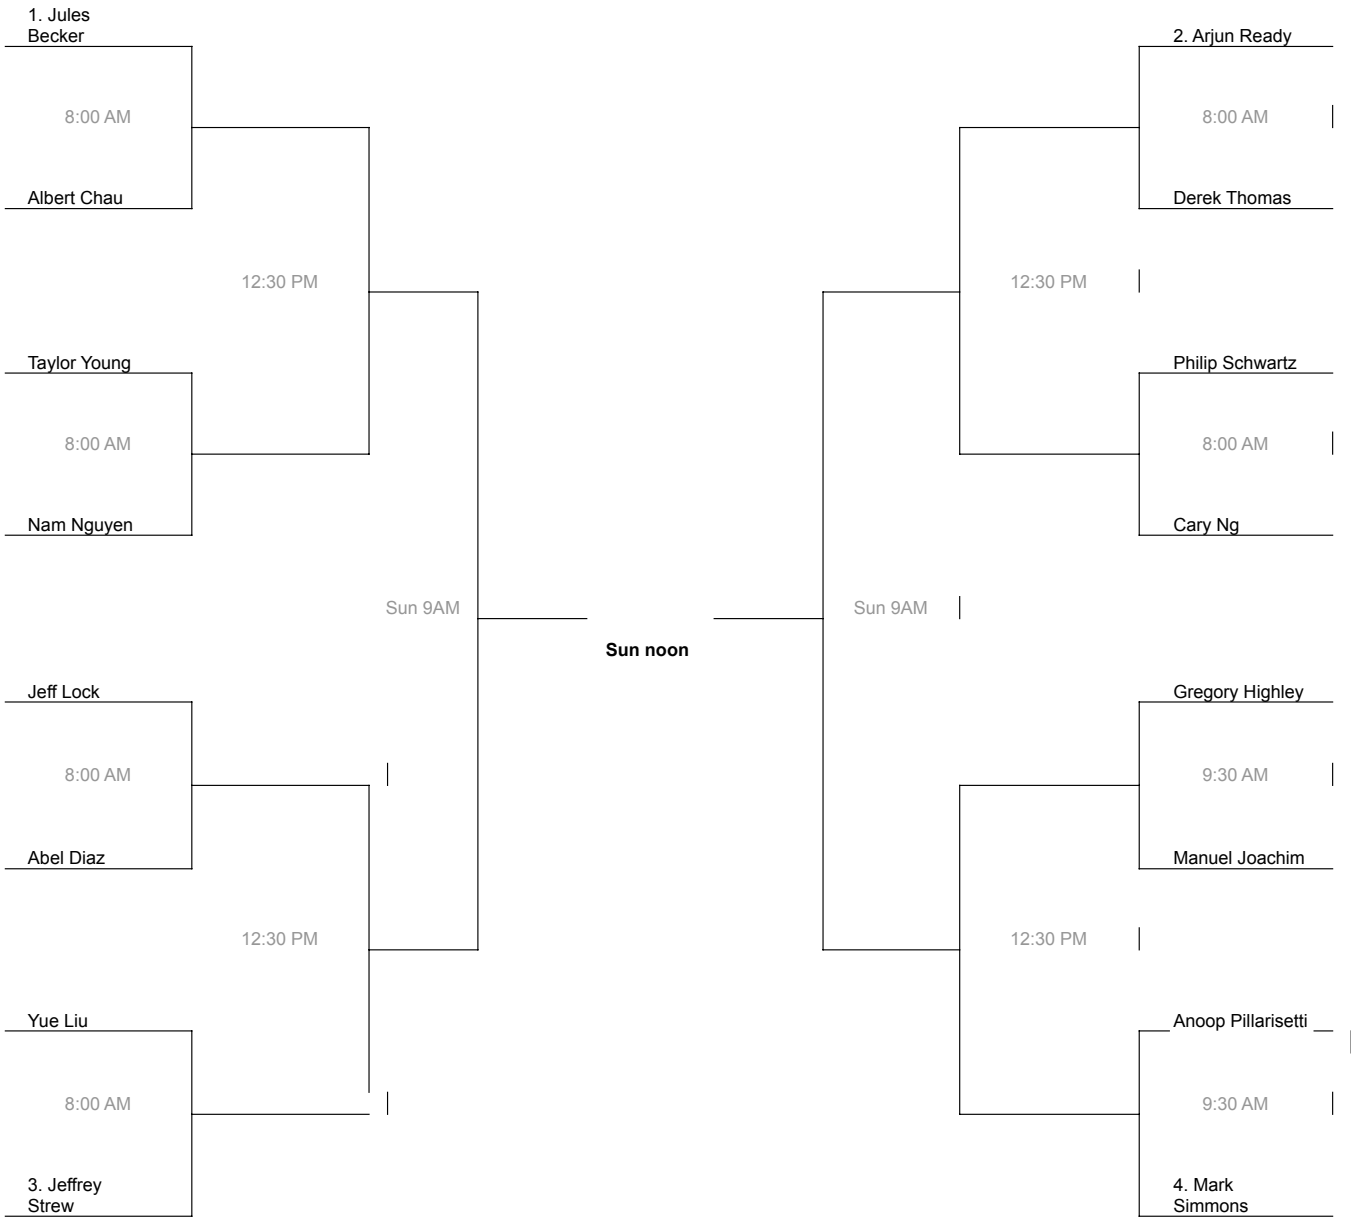 1. Jules
Becker
2. Arjun Ready
8:00 AM
8:00 AM
Albert Chau
Derek Thomas
12:30 PM
12:30 PM
Taylor Young
Philip Schwartz
8:00 AM
8:00 AM
Nam Nguyen
Cary Ng
Sun 9AM
Sun 9AM
Sun noon
Jeff Lock
Gregory Highley
8:00 AM
9:30 AM
Abel Diaz
Manuel Joachim
12:30 PM
12:30 PM
Yue Liu
Anoop Pillarisetti
8:00 AM
9:30 AM
3. Jeffrey
Strew
4. Mark
Simmons